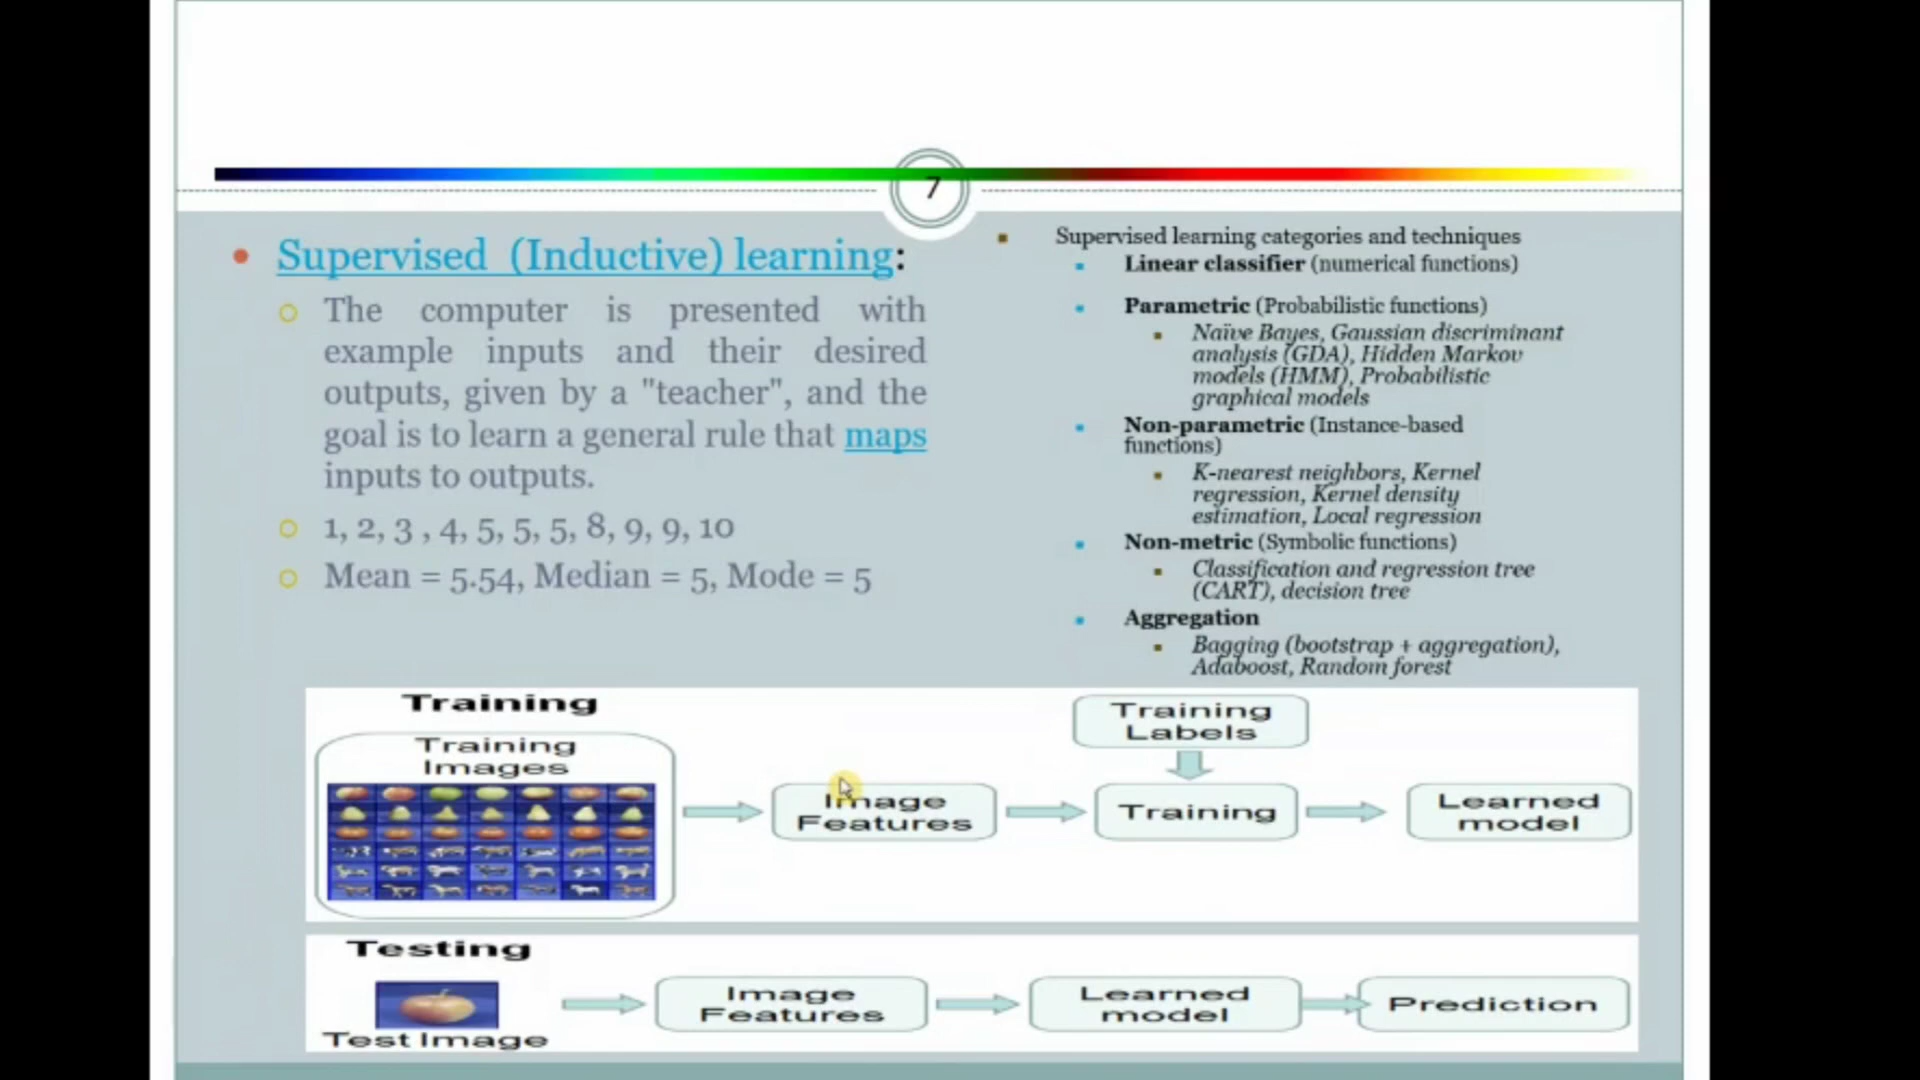 7
Supervised (Inductive) learning:
The computer is presented with
example inputs and their desired
outputs, given by a "teacher", and the
goal is to learn a general rule that maps
inputs to outputs.
1, 2, 3 , 4, 5, 5, 5, 8, 9, 9, 10
Mean = 5.54, Median = 5, Mode = 5
Supervised learning categories and techniques
Linear classifier (numerical functions)
Parametric (Probabilistic functions)
Naïve Bayes, Gaussian discriminant
analysis (GDA), Hidden Markov
models (HMM), Probabilistic
graphical models
Non-parametric (Instance-based
functions)
K-nearest neighbors, Kernel
regression, Kernel density
estimation, Local regression
Non-metric (Symbolic functions)
Classification and regression tree
(CART), decision tree
Aggregation
Bagging (bootstrap + aggregation),
Adaboost, Random forest
Training
Training
Images
Image
Features
Training
Labels
Training
Learned
model
Testing
Test Image
Image
Features
Learned
model
Prediction